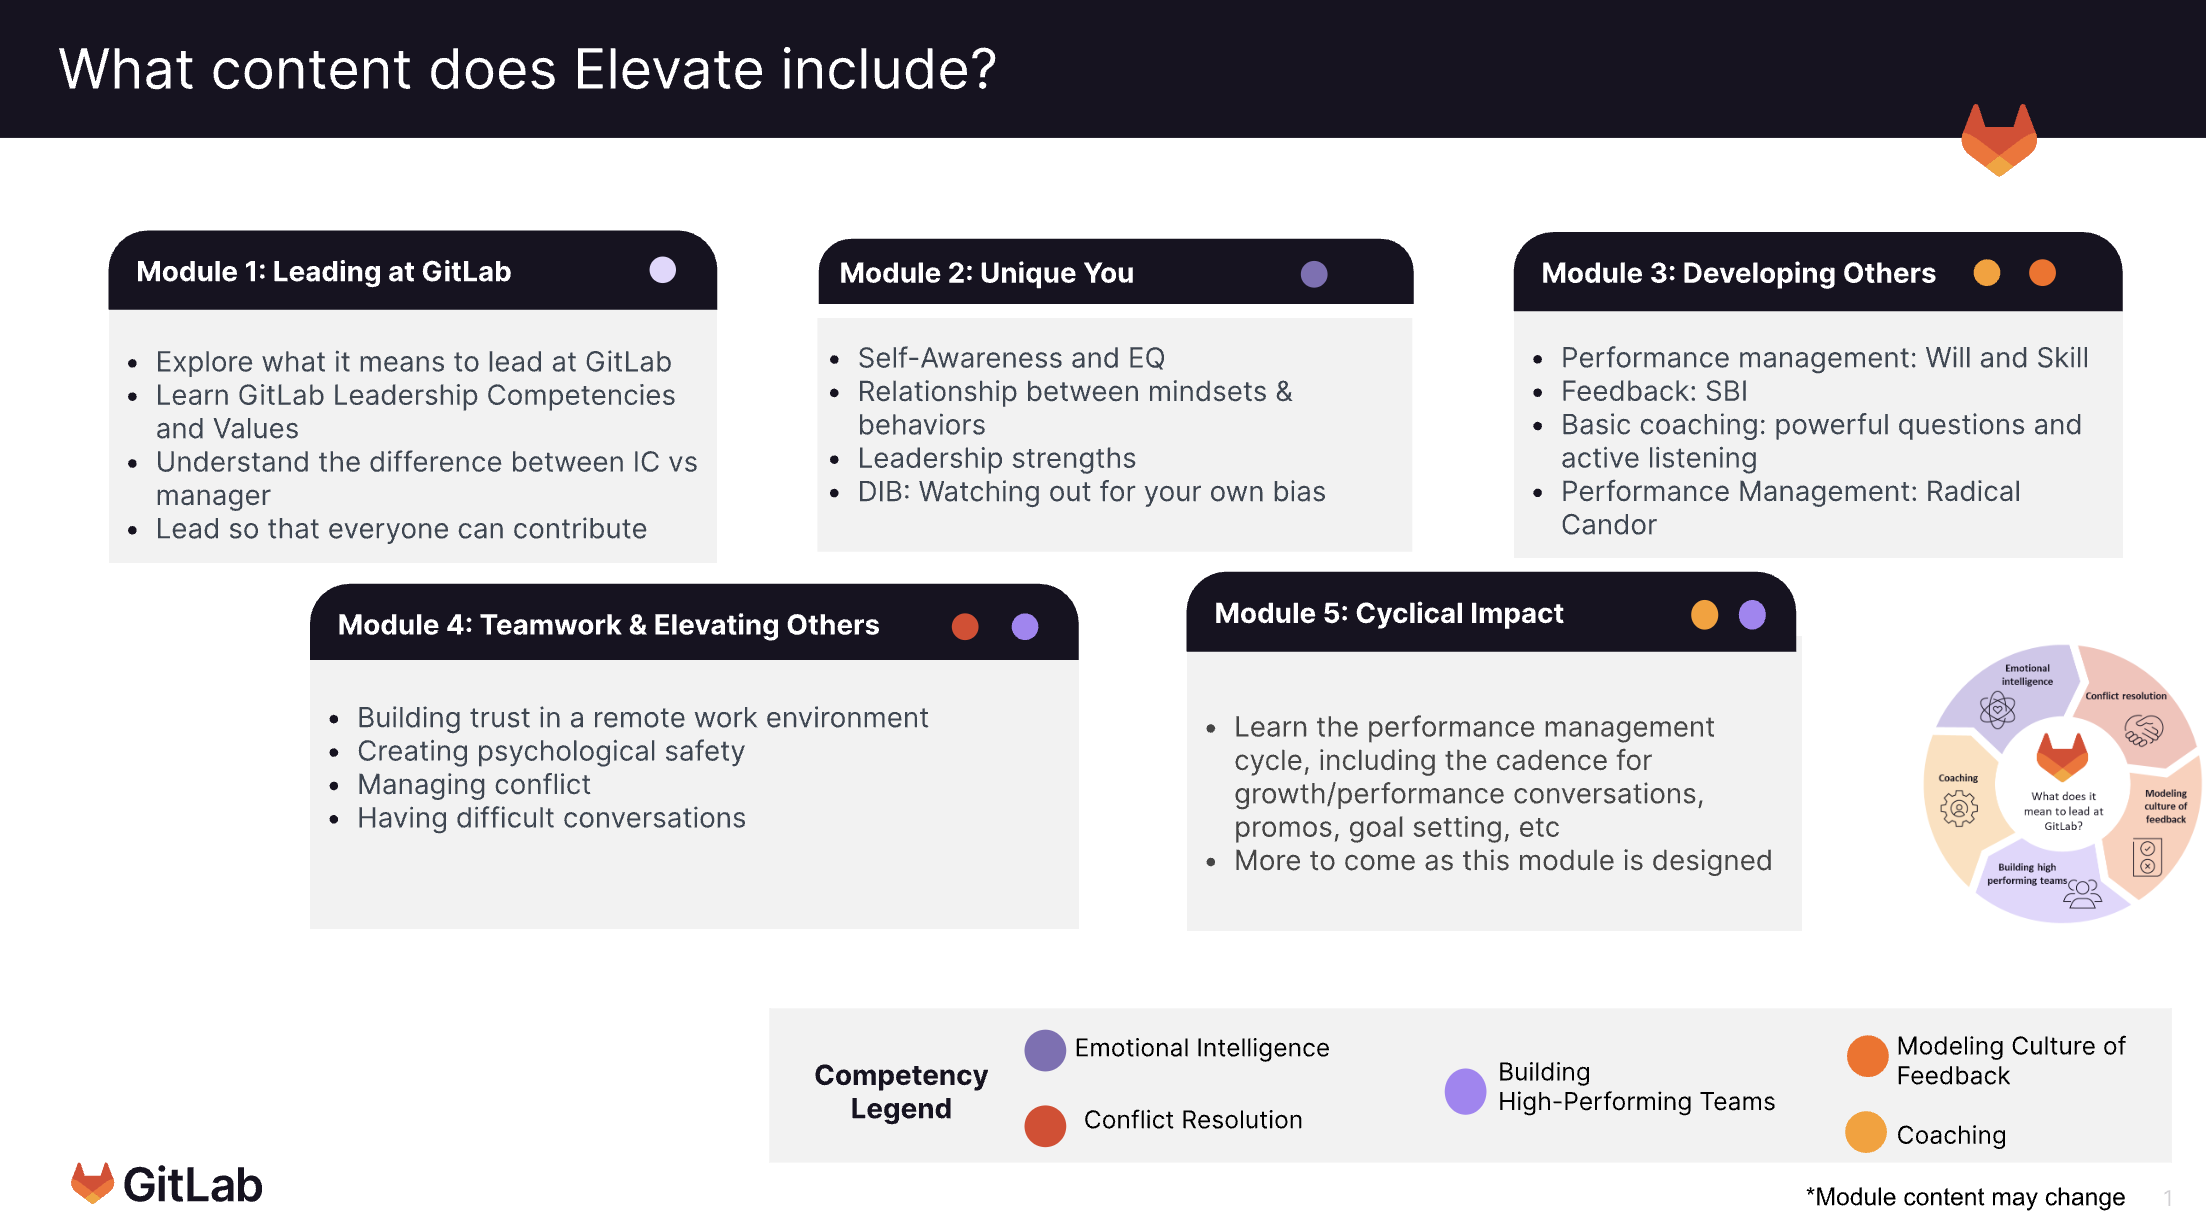 What content does Elevate include?
Module 1: Leading at GitLab
• Explore what it means to lead at GitLab
• Learn GitLab Leadership Competencies
and Values
• Understand the difference between IC vs
manager
• Lead so that everyone can contribute
Module 2: Unique You
• Self-Awareness and EQ
• Relationship between mindsets &
behaviors
• Leadership strengths
• DIB: Watching out for your own bias
Module 3: Developing Others
• Performance management: Will and Skill
• Feedback: SBI
• Basic coaching: powerful questions and
active listening
• Performance Management: Radical
Candor
Module 4: Teamwork & Elevating Others
• Building trust in a remote work environment
• Creating psychological safety
• Managing conflict
• Having difficult conversations
Module 5: Cyclical Impact
• Learn the performance management
cycle, including the cadence for
growth/performance conversations,
promos, goal setting, etc
• More to come as this module is designed
Emotional
intelligence
Conflict resolution
Coaching
What does it
mean to lead at
GitLab?
Modeling
culture of
feedback
Building high
performing teams
Competency
Legend
Emotional Intelligence
Conflict Resolution
Building
High-Performing Teams
Modeling Culture of
Feedback
Coaching
GitLab
*Module content may change
1